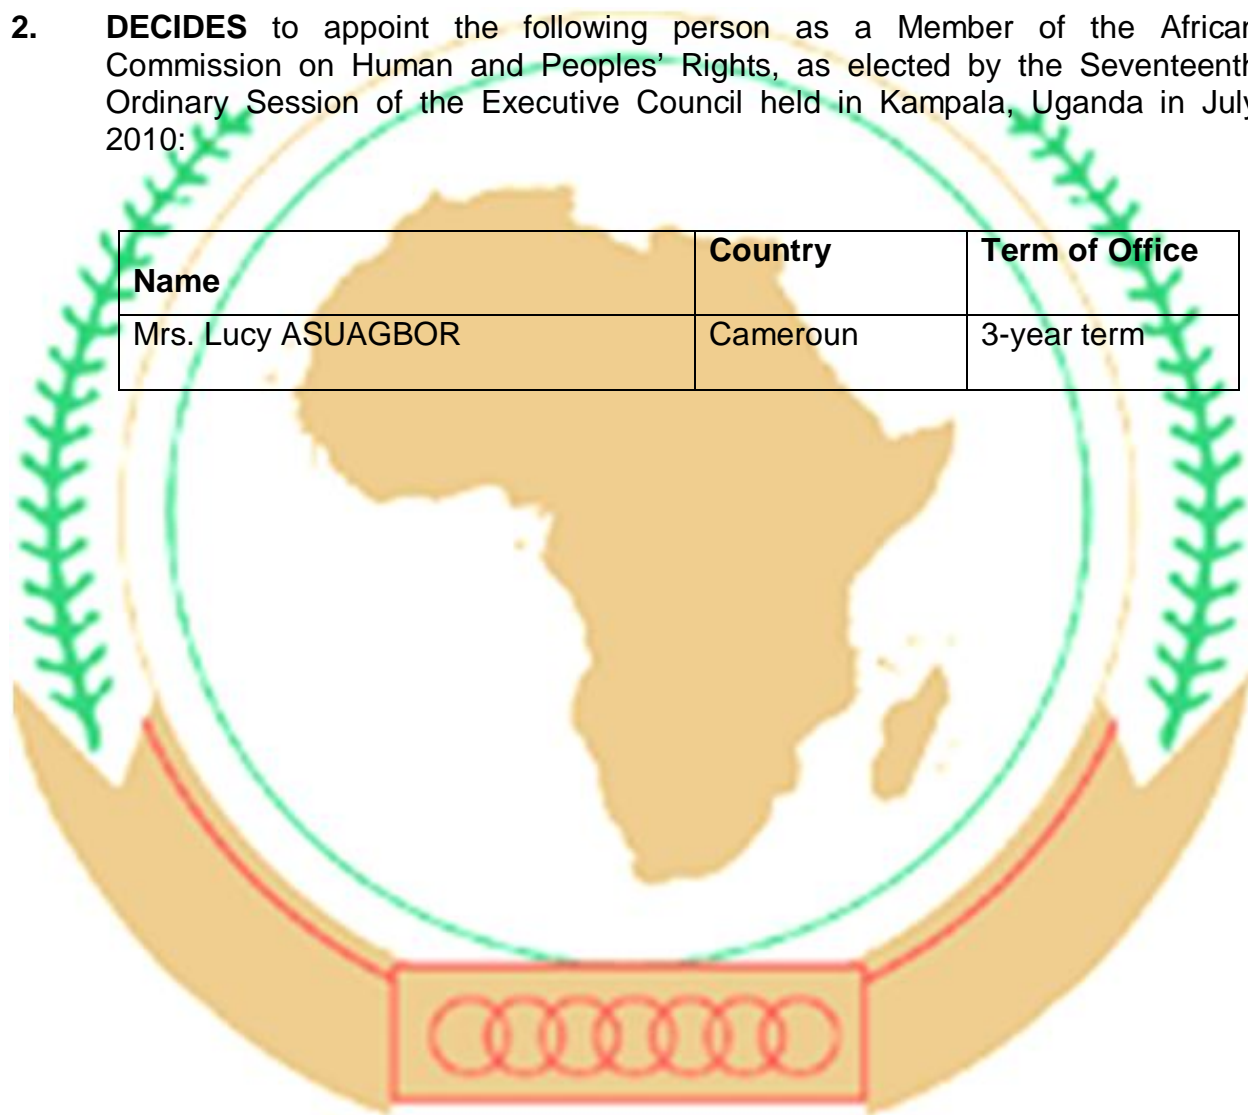 2. DECIDES to appoint the following person as a Member of the African
Commission on Human and Peoples’ Rights, as elected by the Seventeenth
Ordinary Session of the Executive Council held in Kampala, Uganda in July
2010:
Name Country Term of Office
Mrs. Lucy ASUAGBOR Cameroun 3-year term